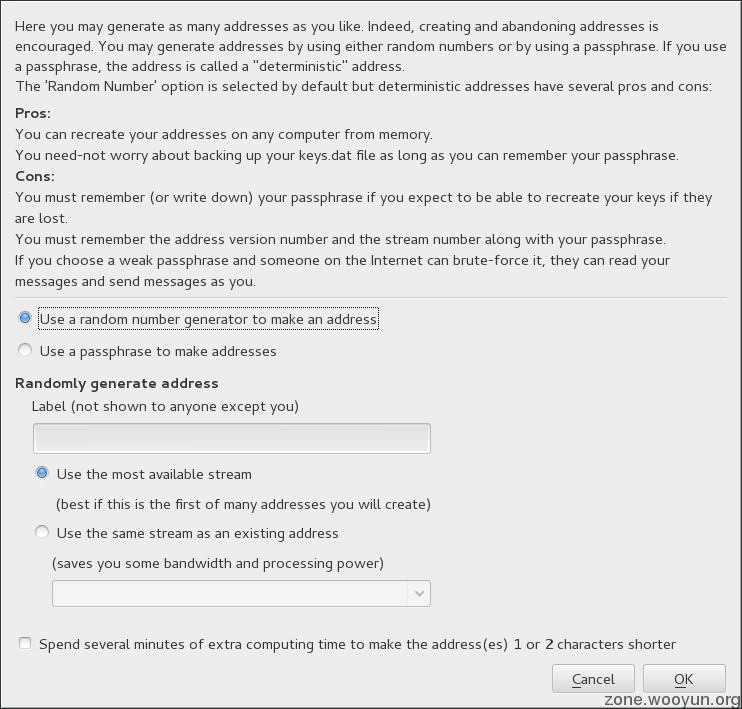 Here you may generate as many addresses as you like. Indeed, creating and abandoning addresses is
encouraged. You may generate addresses by using either random numbers or by using a passphrase. If you use
a passphrase, the address is called a "deterministic" address.
The 'Random Number' option is selected by default but deterministic addresses have several pros and cons:
Pros:
You can recreate your addresses on any computer from memory.
You need-not worry about backing up your keys.dat file as long as you can remember your passphrase.
Cons:
You must remember (or write down) your passphrase if you expect to be able to recreate your keys if they
are lost.
You must remember the address version number and the stream number along with your passphrase.
If you choose a weak passphrase and someone on the Internet can brute-force it, they can read your
messages and send messages as you.
Use a random number generator to make an address
Use a passphrase to make addresses
Randomly generate address
Label (not shown to anyone except you)
Use the most available stream
(best if this is the first of many addresses you will create)
Use the same stream as an existing address
(saves you some bandwidth and processing power)
Spend several minutes of extra computing time to make the address(es) 1 or 2 characters shorter
Cancel OK
zone.wooyun.org